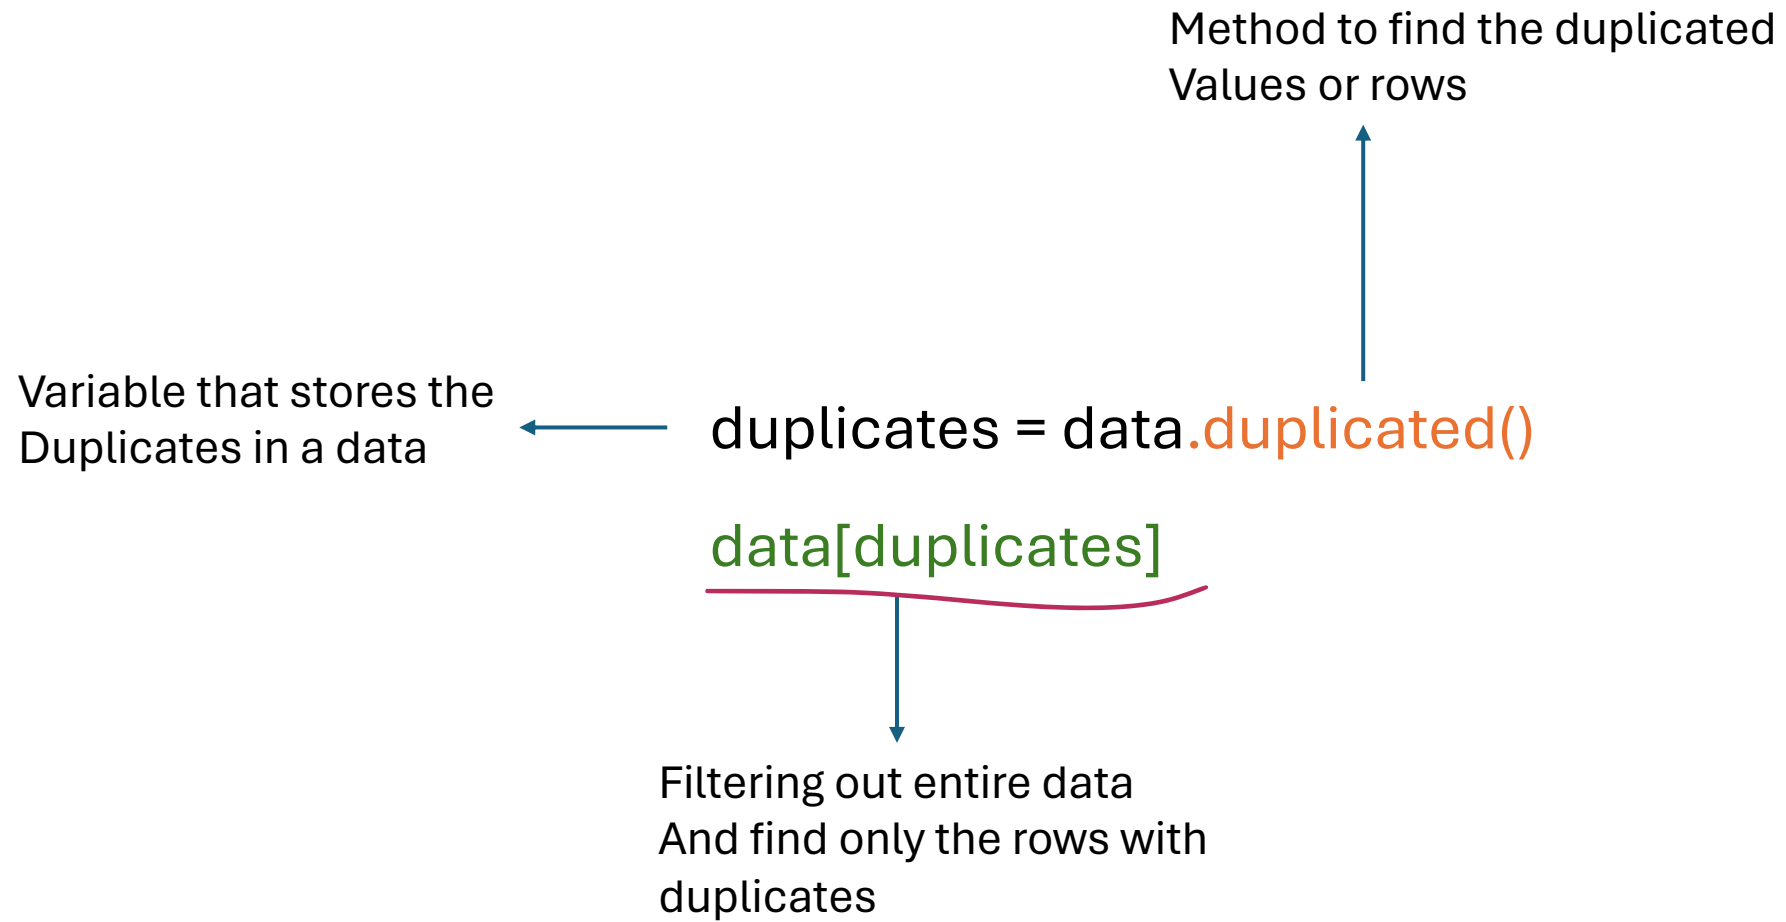 Method to find the duplicated
Values or rows
Variable that stores the
Duplicates in a data
duplicates = data.duplicated()
data[duplicates]
Filtering out entire data
And find only the rows with
duplicates